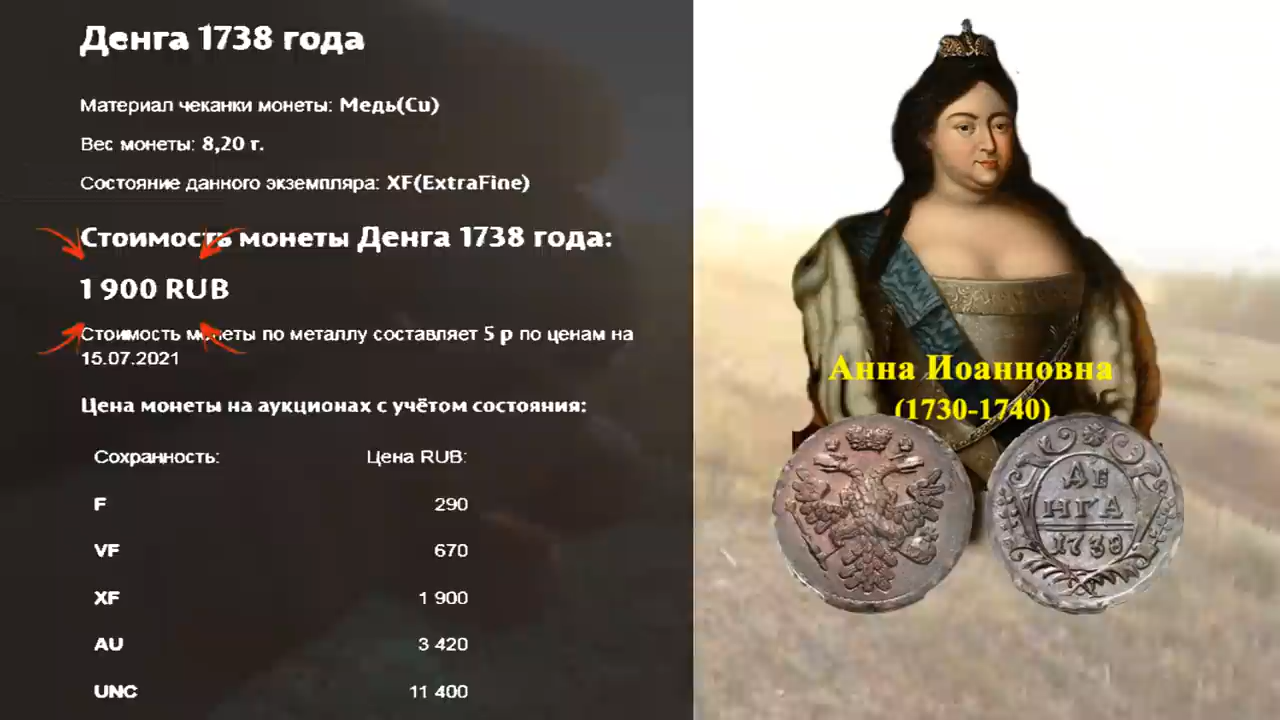 Денга 1738 года
Материал чеканки монеты: Медь(Cu)
Вес монеты: 8,20 г.
Состояние данного экземпляра: XF(ExtraFine)
Стоимость монеты Денга 1738 года:
1 900 RUB
Стоимость монеты по металлу составляет 5 р по ценам на
15.07.2021
Цена монеты на аукционах с учётом состояния:
Сохранность: Цена RUB:
F 290
VF 670
XF 1 900
AU 3 420
UNC 11 400
Анна Иоанновна
(1730-1740)
ДЕ
НГА
1738